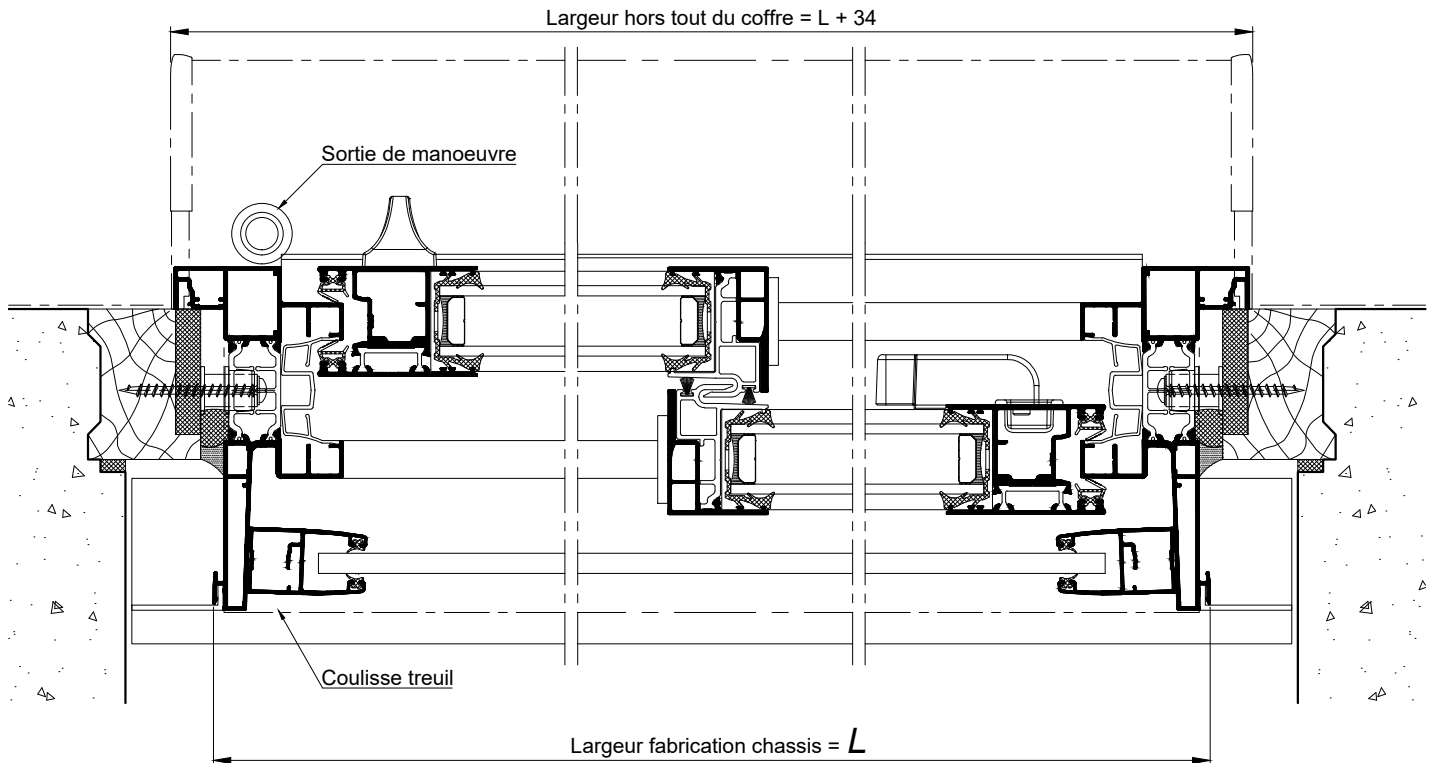 Largeur hors tout du coffre = L + 34
Sortie de manoeuvre
Coulisse treuil
Largeur fabrication chassis = L